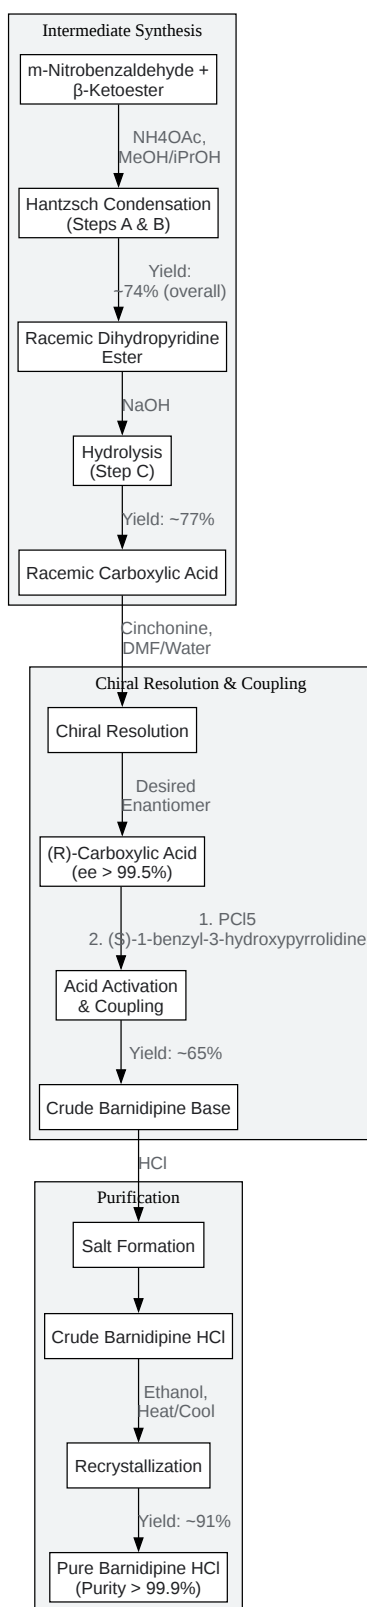 Intermediate Synthesis
m-Nitrobenzaldehyde +
β-Ketoester
NH4OAc,
MeOH/iPrOH
Hantzsch Condensation
(Steps A & B)
Yield:
~74% (overall)
Racemic Dihydropyridine
Ester
NaOH
Hydrolysis
(Step C)
Yield: ~77%
Racemic Carboxylic Acid
Cinchonine,
DMF/Water
Chiral Resolution & Coupling
Chiral Resolution
Desired
Enantiomer
(R)-Carboxylic Acid
(ee > 99.5%)
1. PCl5
2. (S)-1-benzyl-3-hydroxypyrrolidine
Acid Activation
& Coupling
Yield: ~65%
Crude Barnidipine Base
HCl
Purification
Salt Formation
Crude Barnidipine HCl
Ethanol,
Heat/Cool
Recrystallization
Yield: ~91%
Pure Barnidipine HCl
(Purity > 99.9%)